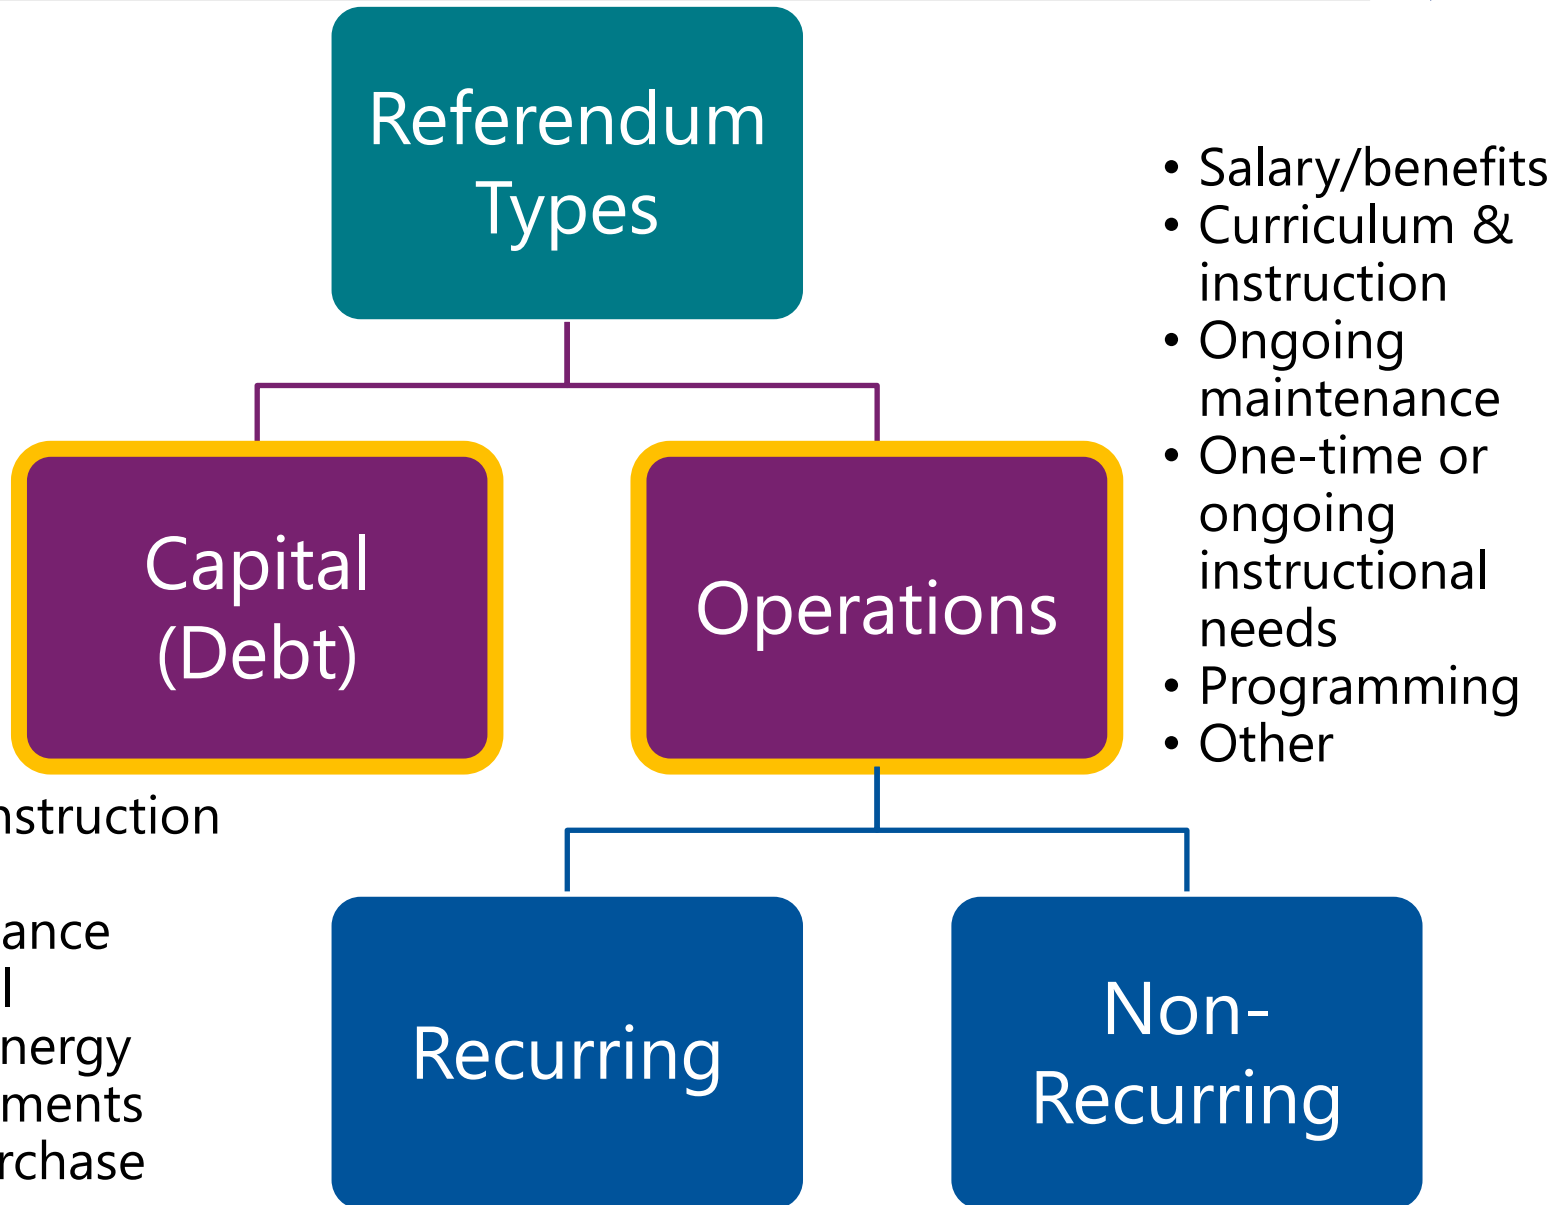 Referendum
Types
• Salary/benefits
• Curriculum &
instruction
• Ongoing
maintenance
• One-time or
ongoing
instructional
needs
• Programming
• Other
Capital
(Debt)
Operations
nstruction
ance
l
nergy
ments
rchase
Recurring
Non-
Recurring